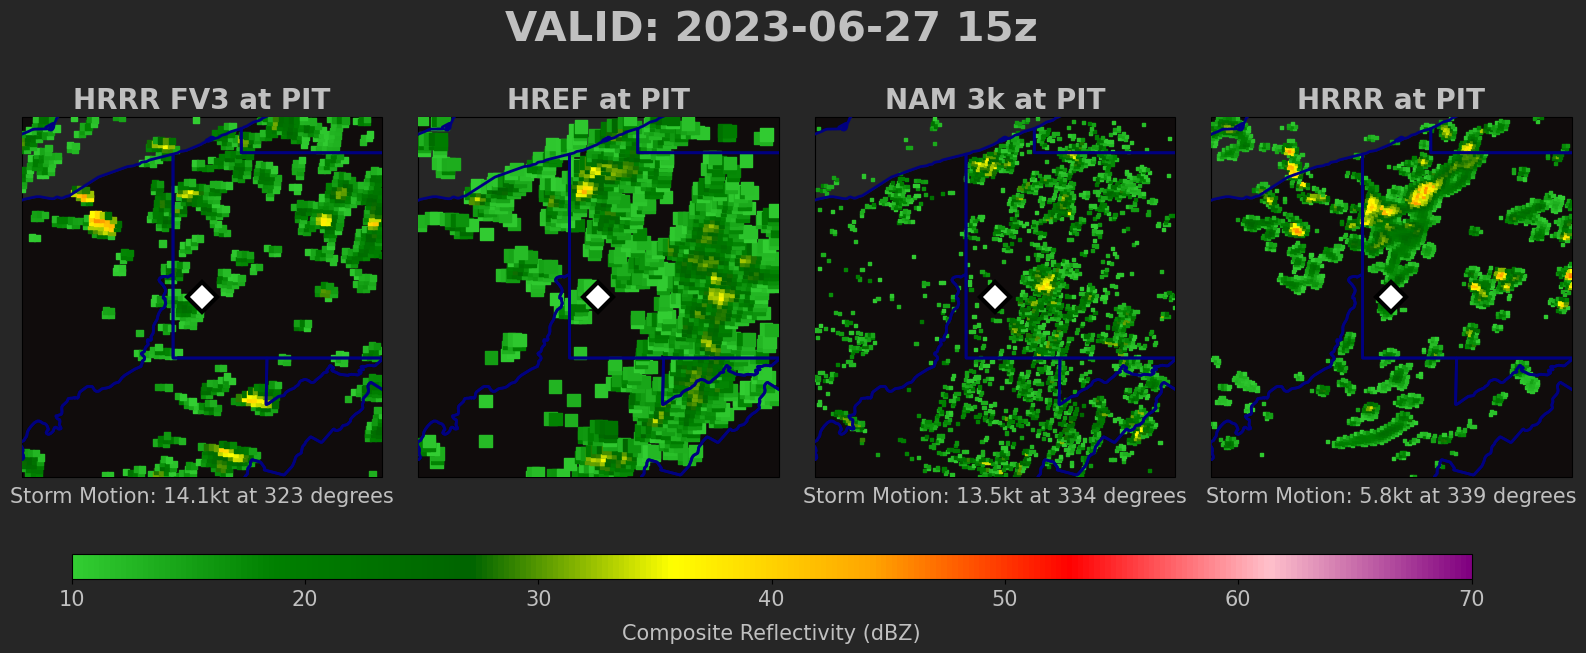 VALID: 2023-06-27 15z
HRRR FV3 at PIT
HREF at PIT
NAM 3k at PIT
HRRR at PIT
Storm Motion: 14.1kt at 323 degrees
Storm Motion: 13.5kt at 334 degrees
Storm Motion: 5.8kt at 339 degrees
10 20 30 40 50 60 70
Composite Reflectivity (dBZ)